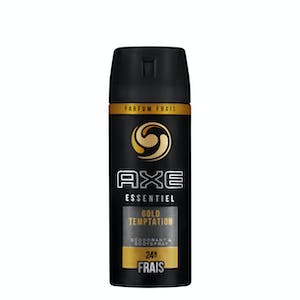 PARFUM FRAIS
AXE
ESSENTIEL
GOLD
TEMPTATION
DÉODORANT &
BODYSPRAY
24H
FRAIS